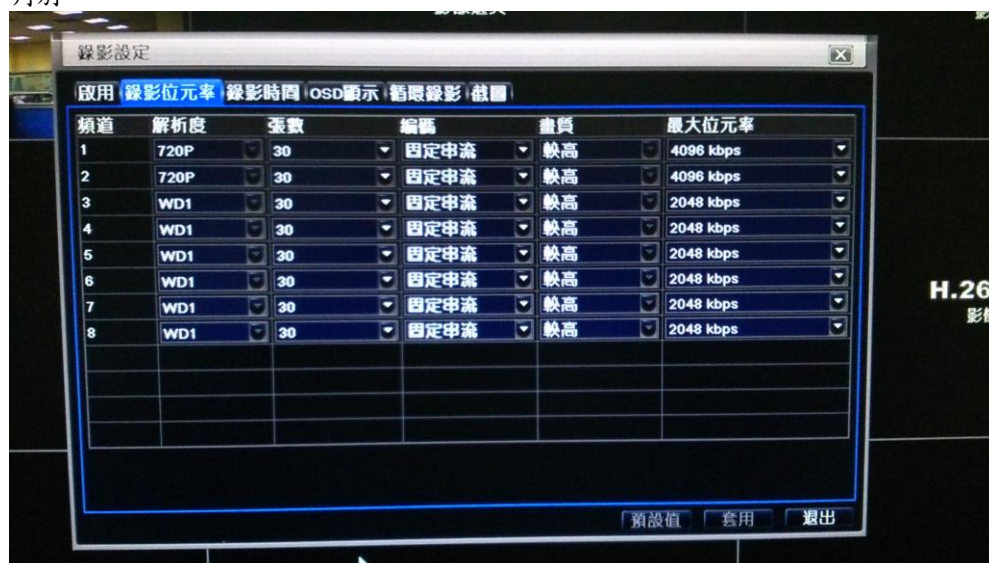 錄影設定
啟用 錄影位元率 錄影時間 OSD顯示 循環錄影 截圖
頻道 解析度 張數 編碼 畫質 最大位元率
1 720P 30 固定串流 較高 4096 kbps
2 720P 30 固定串流 較高 4096 kbps
3 WD1 30 固定串流 較高 2048 kbps
4 WD1 30 固定串流 較高 2048 kbps
5 WD1 30 固定串流 較高 2048 kbps
6 WD1 30 固定串流 較高 2048 kbps
7 WD1 30 固定串流 較高 2048 kbps
8 WD1 30 固定串流 較高 2048 kbps
H.26
影
預設值 套用 退出